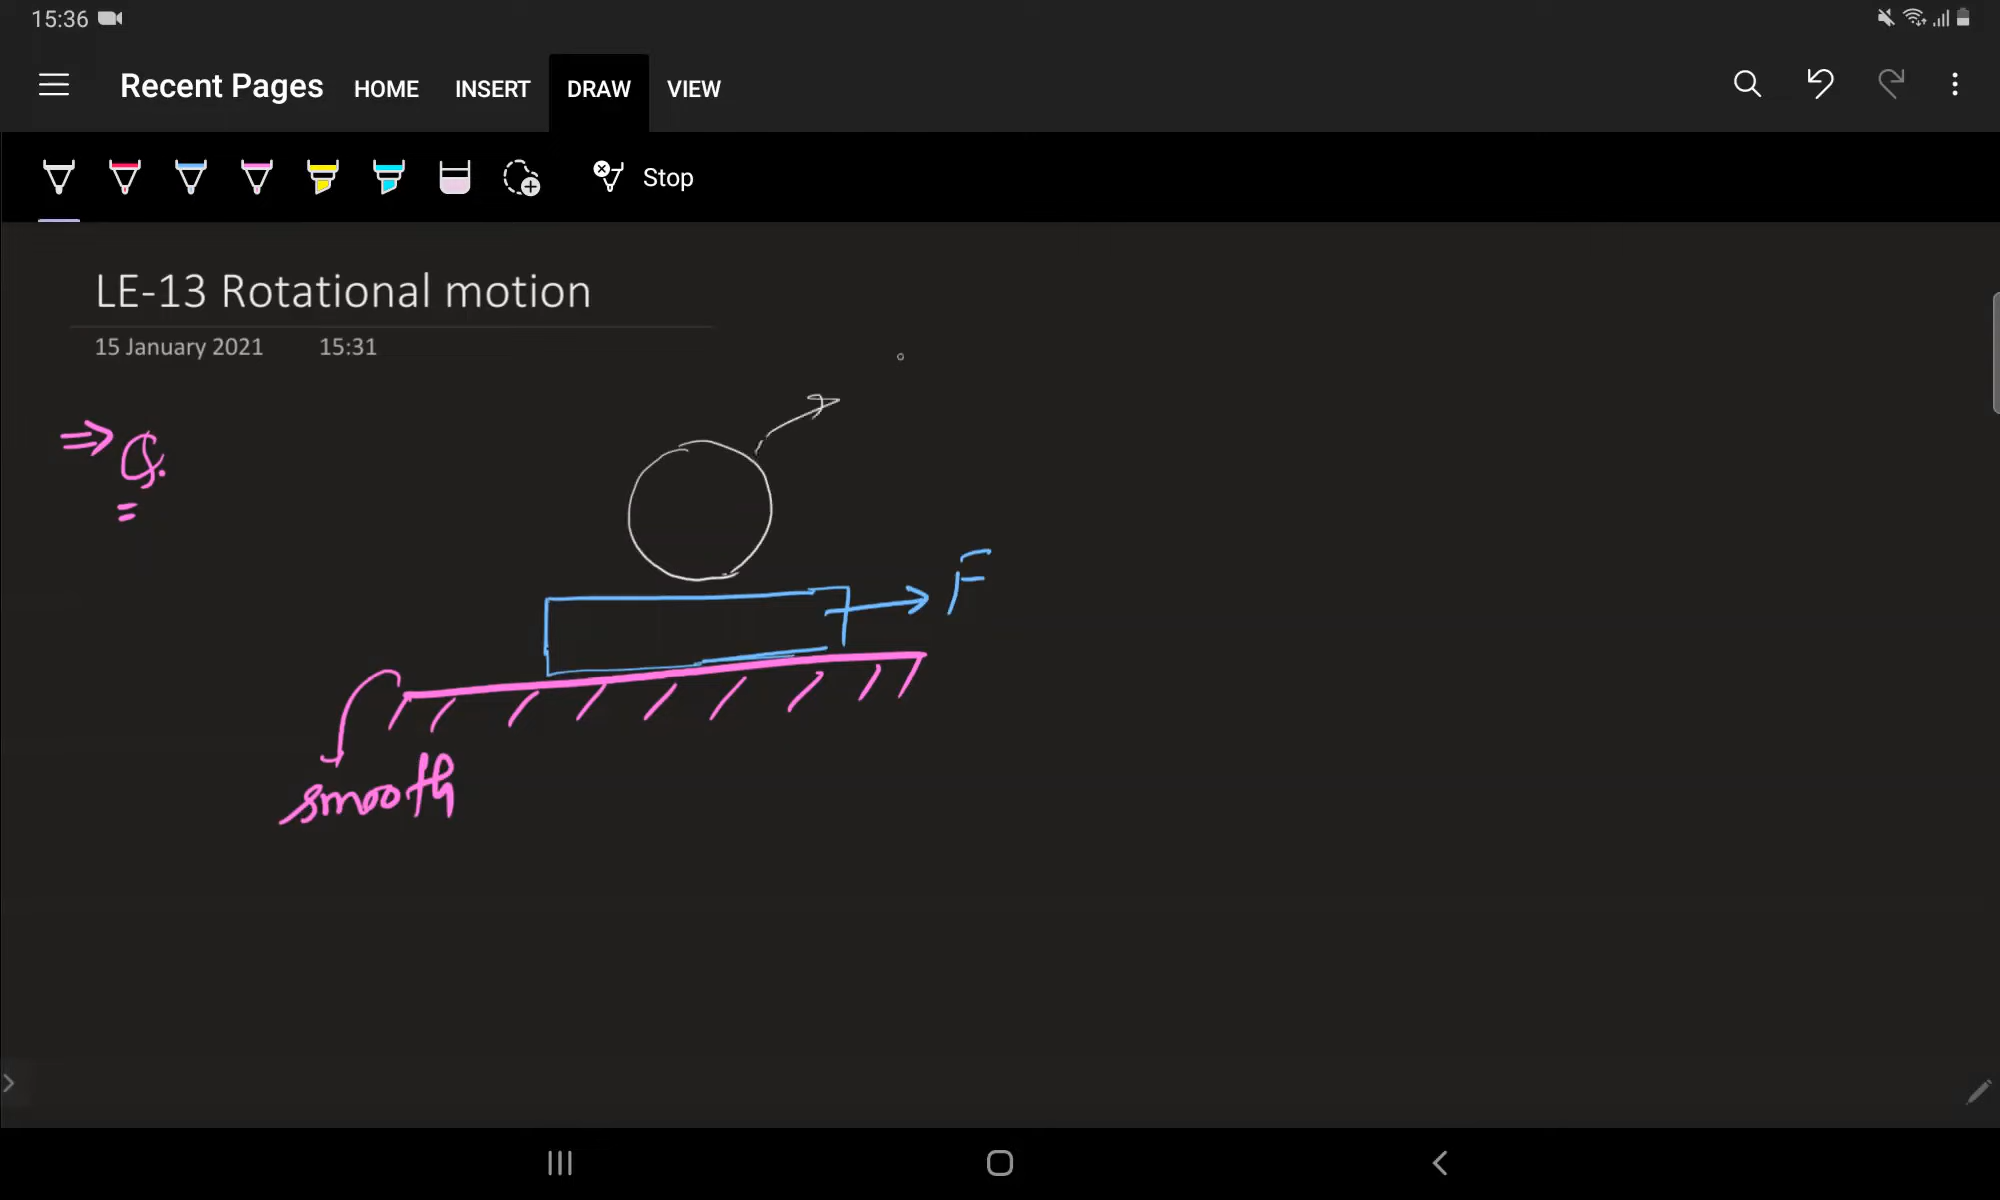 15:36
Recent Pages HOME INSERT DRAW VIEW
Stop
LE-13 Rotational motion
15 January 2021 15:31
⇒ Q.
F
smooth